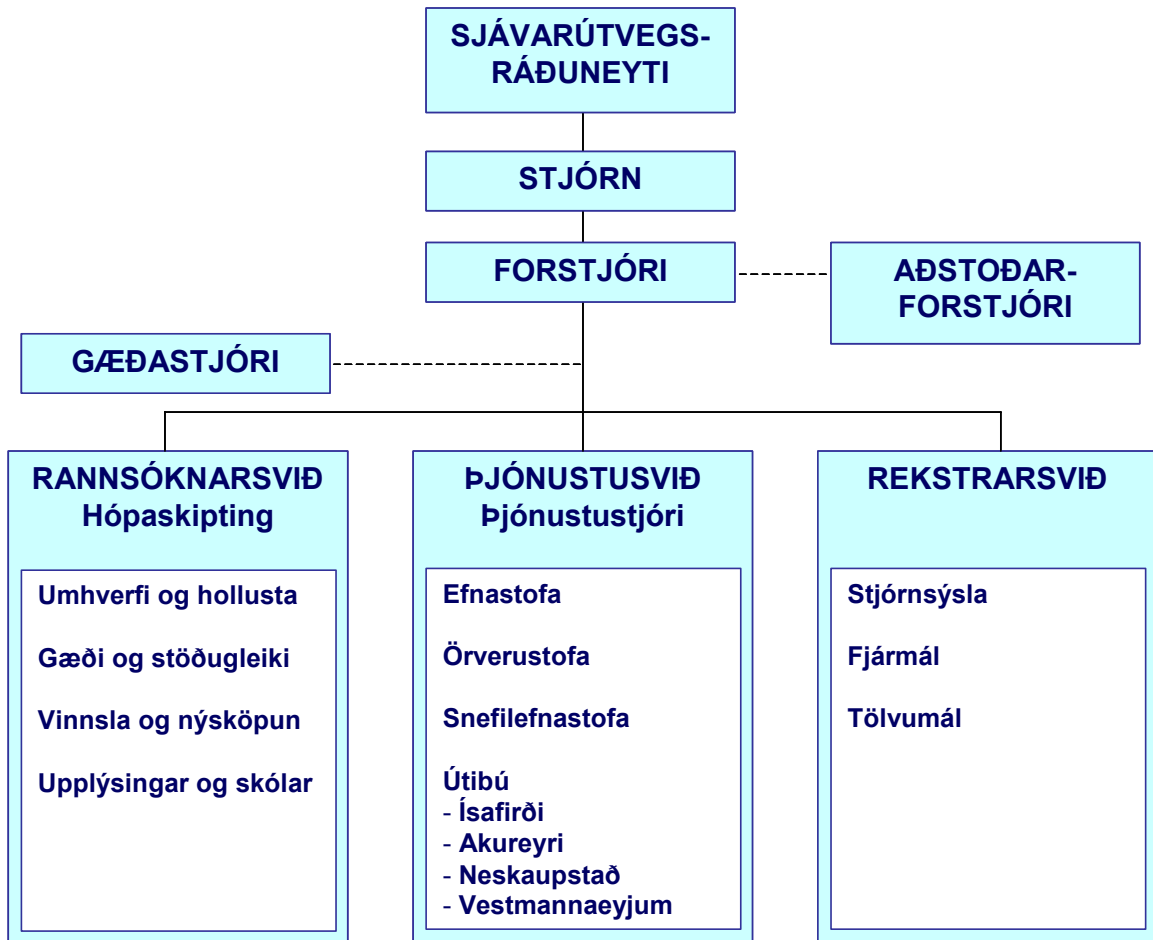 SJÁVARÚTVEGS-
RÁÐUNEYTI
STJÓRN
FORSTJÓRI
AÐSTOÐAR-
FORSTJÓRI
GÆÐASTJÓRI
RANNSÓKNARSVIÐ
Hópaskipting
Umhverfi og hollusta
Gæði og stöðugleiki
Vinnsla og nýsköpun
Upplýsingar og skólar
ÞJÓNUSTUSVIÐ
Þjónustustjóri
Efnastofa
Örverustofa
Snefilefnastofa
Útibú
- Ísafirði
- Akureyri
- Neskaupstað
- Vestmannaeyjum
REKSTRARSVIÐ
Stjórnsýsla
Fjármál
Tölvumál